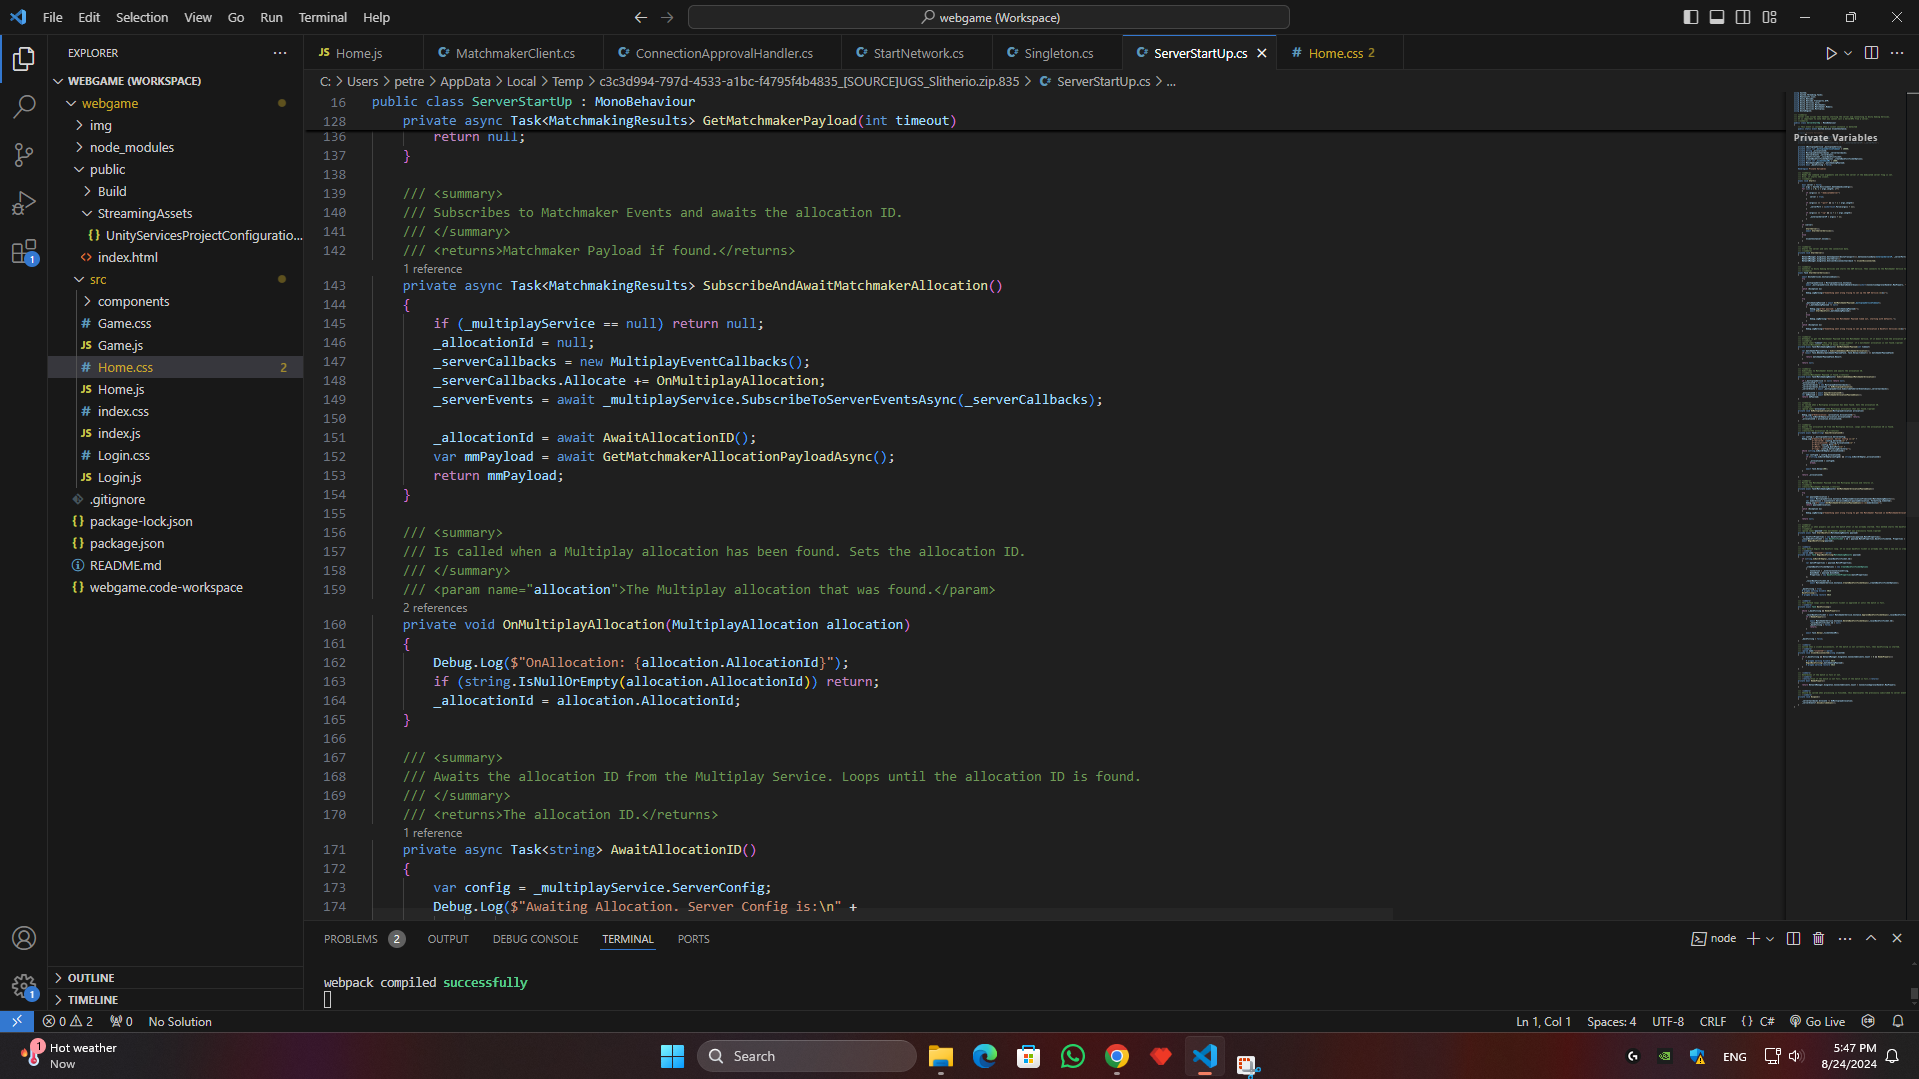 File Edit Selection View Go Run Terminal Help
webgame (Workspace)
EXPLORER
WEBGAME (WORKSPACE)
webgame
img
node_modules
public
Build
StreamingAssets
UnityServicesProjectConfiguratio...
index.html
src
components
Game.css
Game.js
Home.css 2
Home.js
index.css
index.js
Login.css
Login.js
.gitignore
package-lock.json
package.json
README.md
webgame.code-workspace
OUTLINE
TIMELINE
Home.js MatchmakerClient.cs ConnectionApprovalHandler.cs StartNetwork.cs Singleton.cs ServerStartUp.cs Home.css 2
C: > Users > petre > AppData > Local > Temp > c3c3d994-797d-4533-a1bc-f4795f4b4835_[SOURCE]UGS_Slitherio.zip.835 > ServerStartUp.cs > ...
16 public class ServerStartUp : MonoBehaviour
128 private async Task<MatchmakingResults> GetMatchmakerPayload(int timeout)
136 return null;
137 }
138
139 /// <summary>
140 /// Subscribes to Matchmaker Events and awaits the allocation ID.
141 /// </summary>
142 /// <returns>Matchmaker Payload if found.</returns>
1 reference
143 private async Task<MatchmakingResults> SubscribeAndAwaitMatchmakerAllocation()
144 {
145 if (_multiplayService == null) return null;
146 _allocationId = null;
147 _serverCallbacks = new MultiplayEventCallbacks();
148 _serverCallbacks.Allocate += OnMultiplayAllocation;
149 _serverEvents = await _multiplayService.SubscribeToServerEventsAsync(_serverCallbacks);
150
151 _allocationId = await AwaitAllocationID();
152 var mmPayload = await GetMatchmakerAllocationPayloadAsync();
153 return mmPayload;
154 }
155
156 /// <summary>
157 /// Is called when a Multiplay allocation has been found. Sets the allocation ID.
158 /// </summary>
159 /// <param name="allocation">The Multiplay allocation that was found.</param>
2 references
160 private void OnMultiplayAllocation(MultiplayAllocation allocation)
161 {
162 Debug.Log($"OnAllocation: {allocation.AllocationId}");
163 if (string.IsNullOrEmpty(allocation.AllocationId)) return;
164 _allocationId = allocation.AllocationId;
165 }
166
167 /// <summary>
168 /// Awaits the allocation ID from the Multiplay Service. Loops until the allocation ID is found.
169 /// </summary>
170 /// <returns>The allocation ID.</returns>
1 reference
171 private async Task<string> AwaitAllocationID()
172 {
173 var config = _multiplayService.ServerConfig;
174 Debug.Log($"Awaiting Allocation. Server Config is:\n" +
Private Variables
PROBLEMS 2 OUTPUT DEBUG CONSOLE TERMINAL PORTS
node
webpack compiled successfully
0 2 0 No Solution
Ln 1, Col 1 Spaces: 4 UTF-8 CRLF {} C# Go Live
1 Hot weather
Now
Search
ENG
5:47 PM
8/24/2024